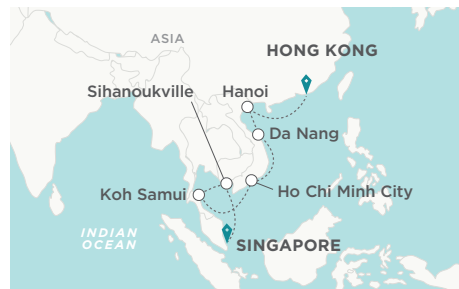 ASIA
HONG KONG
Sihanoukville
Hanoi
Da Nang
Koh Samui
Ho Chi Minh City
INDIAN
OCEAN
SINGAPORE